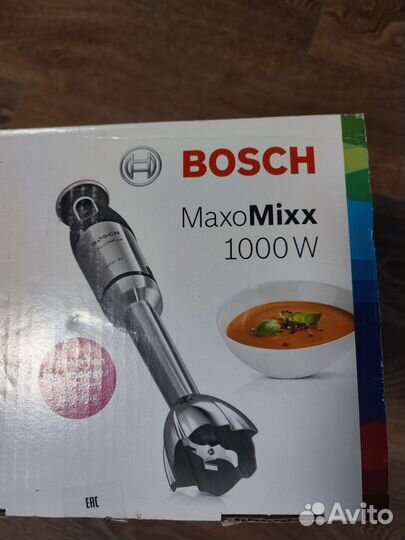 BOSCH
MaxoMixx
1000 W
BOSCH
EAC
Avito